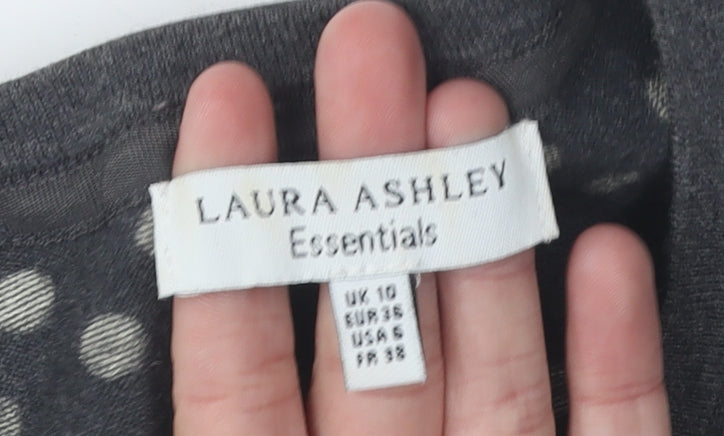 LAURA ASHLEY
Essentials
UK 10
EUR 36
USA 6
FR 38